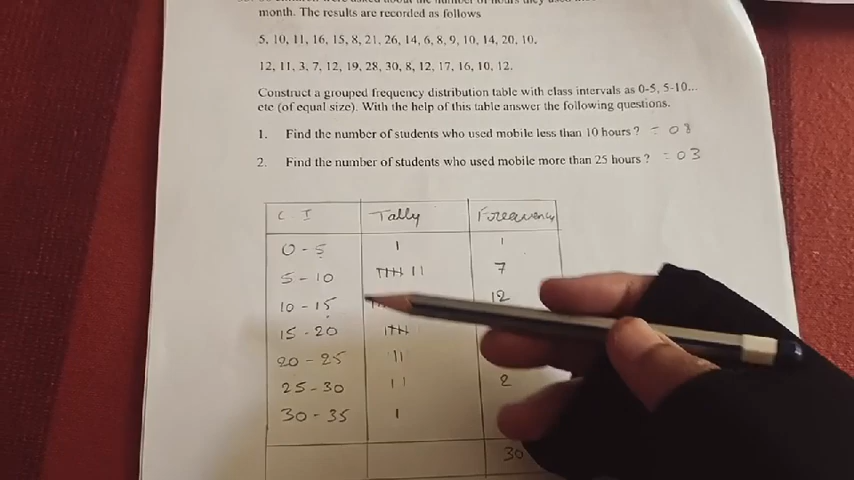 month. The results are recorded as follows
5, 10, 11, 16, 15, 8, 21, 26, 14, 6, 8, 9, 10, 14, 20, 10.
12, 11, 3, 7, 12, 19, 28, 30, 8, 12, 17, 16, 10, 12.
Construct a grouped frequency distribution table with class intervals as 0-5, 5-10...
etc (of equal size). With the help of this table answer the following questions.
1. Find the number of students who used mobile less than 10 hours? = 08
2. Find the number of students who used mobile more than 25 hours? = 03
C I Tally Frequency
0-5 1
5-10 7
10-15 12
15-20
20-25
25-30 2
30-35
30